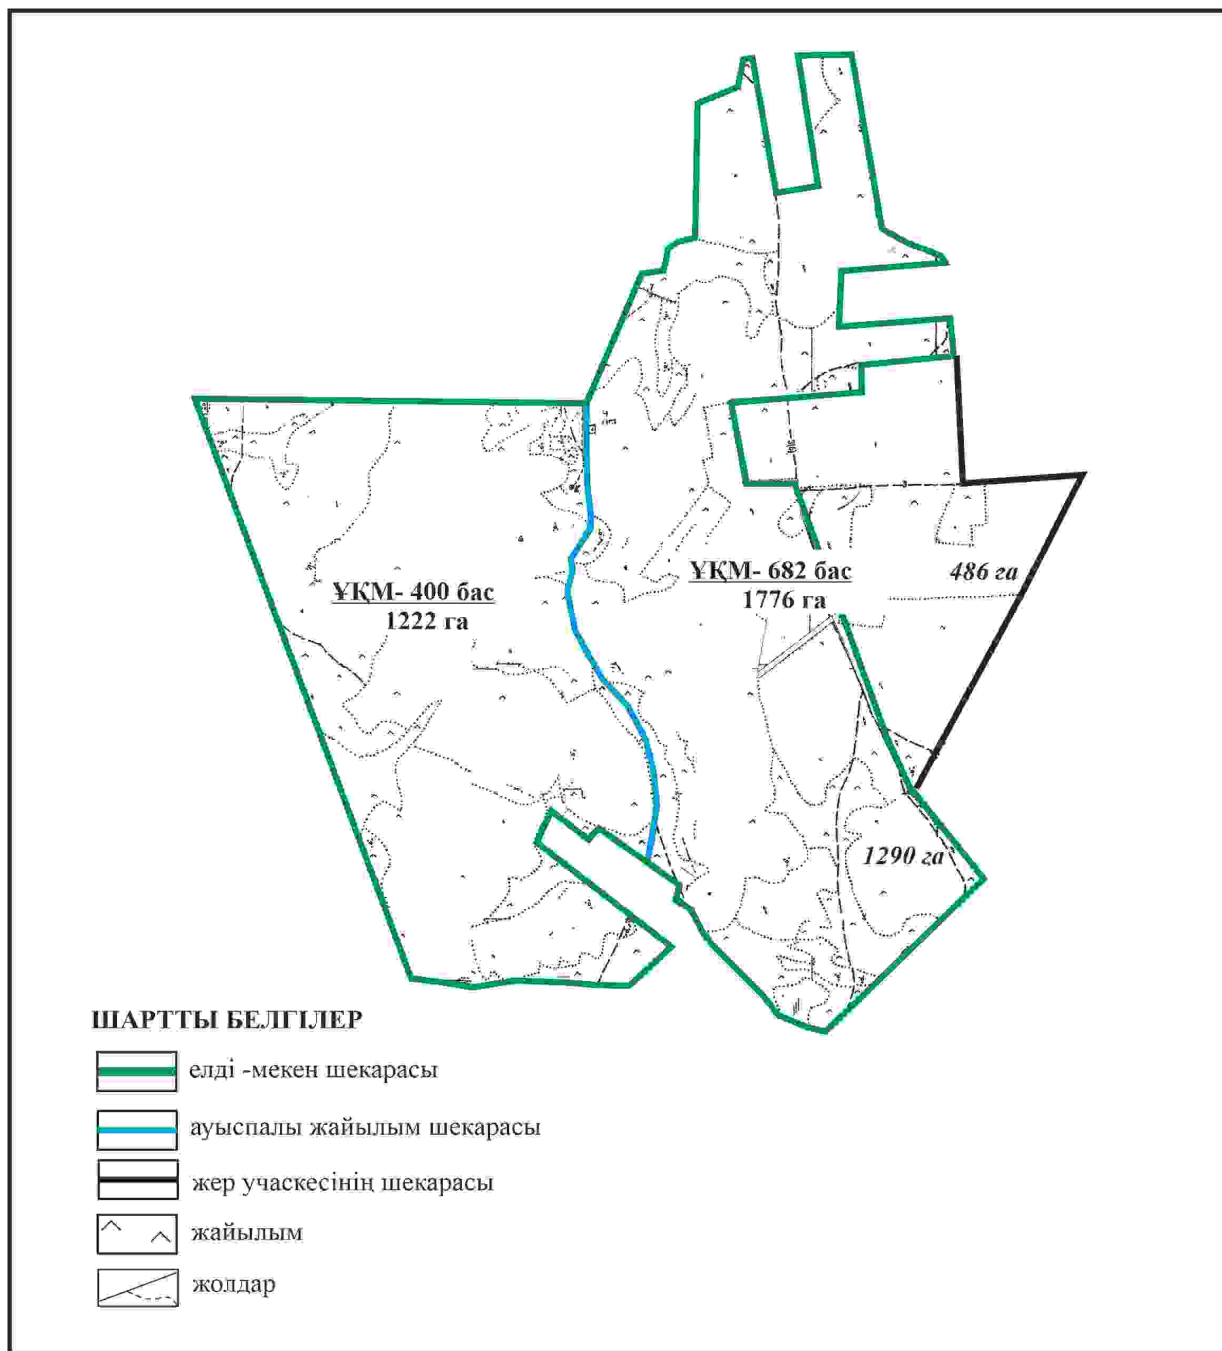 ҰҚМ- 400 бас
1222 га
ҰҚМ- 682 бас
1776 га
486 га
1290 га
ШАРТТЫ БЕЛГІЛЕР
елді -мекен шекарасы
ауыспалы жайылым шекарасы
жер учаскесінің шекарасы
жайылым
жолдар